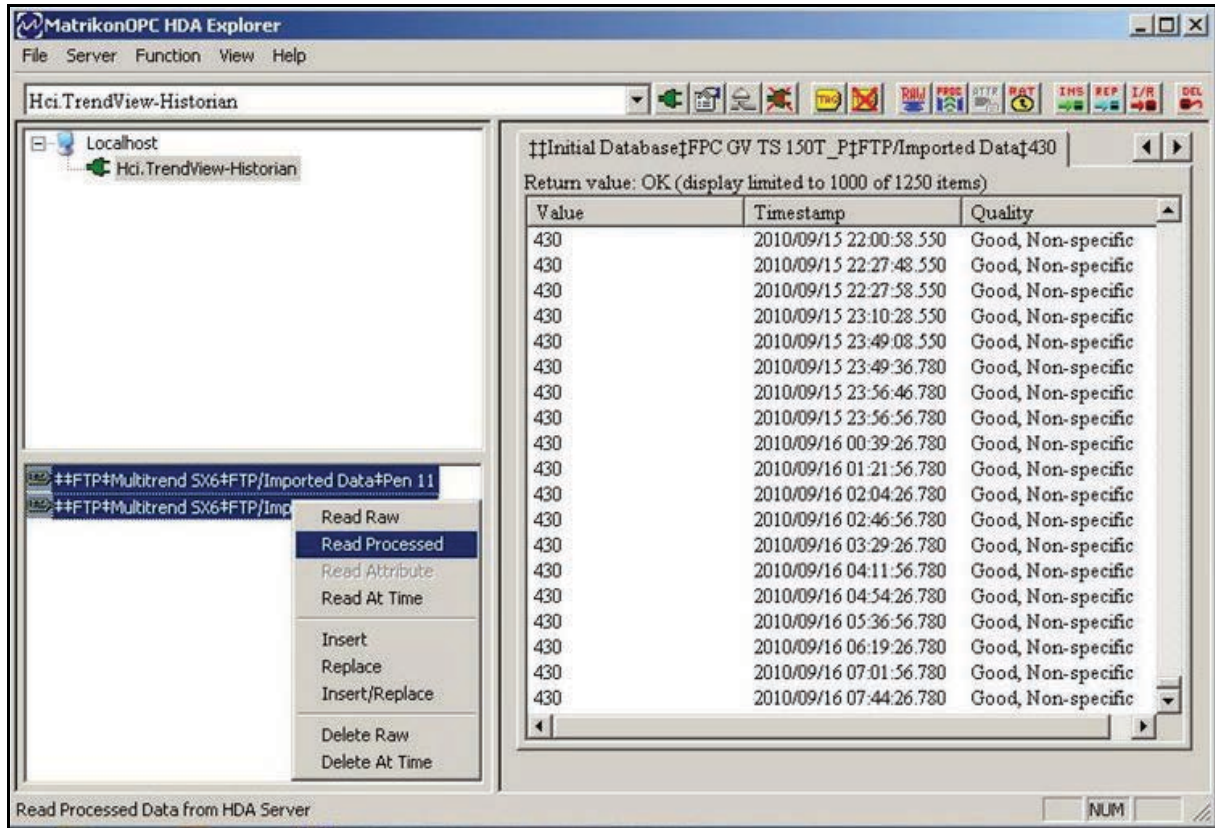 MatrikonOPC HDA Explorer
File Server Function View Help
Hci.TrendView-Historian
TAG RAW PROC ATTR RAT INS REP I/R DEL
Localhost
Hci.TrendView-Historian
‡‡Initial Database‡FPC GV TS 150T_P‡FTP/Imported Data‡430
Return value: OK (display limited to 1000 of 1250 items)
Value Timestamp Quality
430 2010/09/15 22:00:58.550 Good, Non-specific
430 2010/09/15 22:27:48.550 Good, Non-specific
430 2010/09/15 22:27:58.550 Good, Non-specific
430 2010/09/15 23:10:28.550 Good, Non-specific
430 2010/09/15 23:49:08.550 Good, Non-specific
430 2010/09/15 23:49:36.780 Good, Non-specific
430 2010/09/15 23:56:46.780 Good, Non-specific
430 2010/09/15 23:56:56.780 Good, Non-specific
430 2010/09/16 00:39:26.780 Good, Non-specific
430 2010/09/16 01:21:56.780 Good, Non-specific
430 2010/09/16 02:04:26.780 Good, Non-specific
430 2010/09/16 02:46:56.780 Good, Non-specific
430 2010/09/16 03:29:26.780 Good, Non-specific
430 2010/09/16 04:11:56.780 Good, Non-specific
430 2010/09/16 04:54:26.780 Good, Non-specific
430 2010/09/16 05:36:56.780 Good, Non-specific
430 2010/09/16 06:19:26.780 Good, Non-specific
430 2010/09/16 07:01:56.780 Good, Non-specific
430 2010/09/16 07:44:26.780 Good, Non-specific
‡‡FTP‡Multitrend SX6‡FTP/Imported Data‡Pen 11
‡‡FTP‡Multitrend SX6‡FTP/Imp
Read Raw
Read Processed
Read Attribute
Read At Time
Insert
Replace
Insert/Replace
Delete Raw
Delete At Time
Read Processed Data from HDA Server
NUM